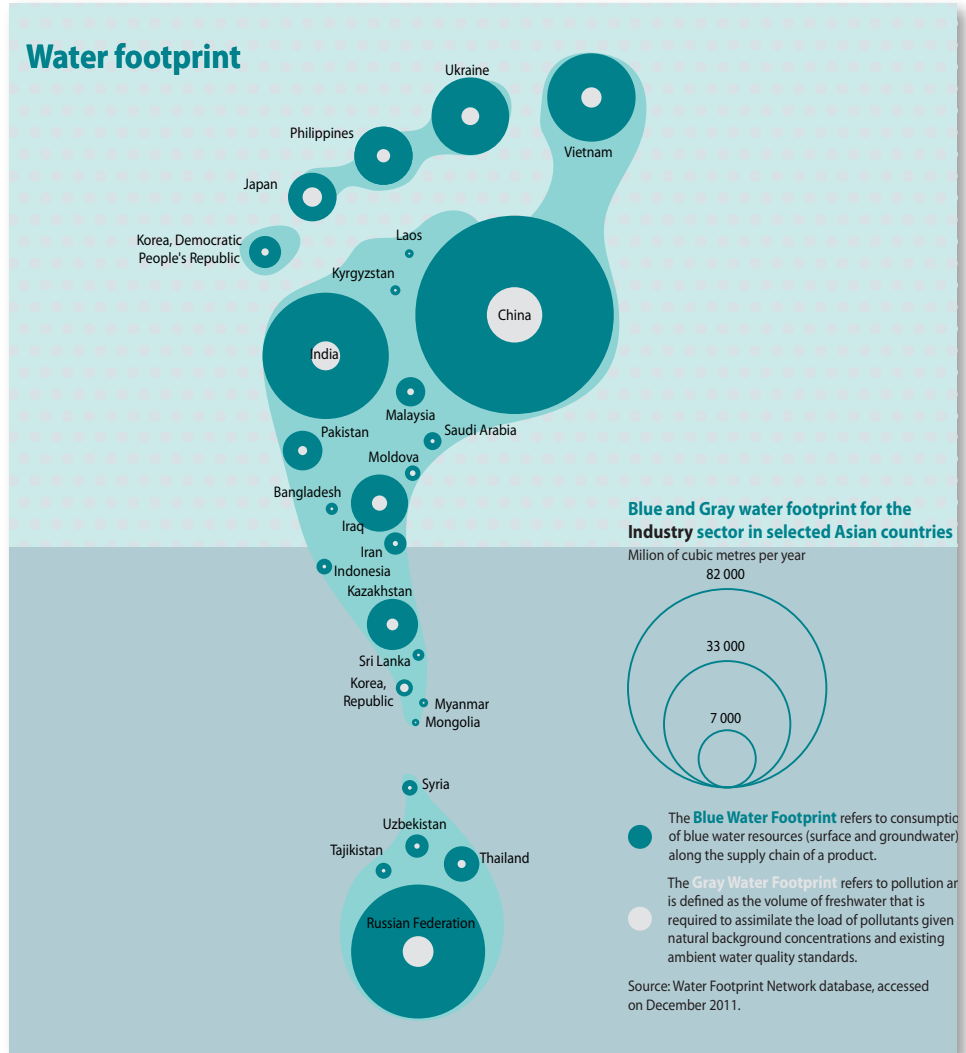 Water footprint
Ukraine
Vietnam
Philippines
Japan
Korea, Democratic
People's Republic
Laos
Kyrgyzstan
China
India
Malaysia
Saudi Arabia
Pakistan
Moldova
Bangladesh
Iraq
Iran
Indonesia
Kazakhstan
Sri Lanka
Korea,
Republic
Myanmar
Mongolia
Syria
Uzbekistan
Tajikistan
Thailand
Russian Federation
Blue and Gray water footprint for the
Industry sector in selected Asian countries
Milion of cubic metres per year
82 000
33 000
7 000
The Blue Water Footprint refers to consumptio
of blue water resources (surface and groundwater)
along the supply chain of a product.
The Gray Water Footprint refers to pollution an
is defined as the volume of freshwater that is
required to assimilate the load of pollutants given
natural background concentrations and existing
ambient water quality standards.
Source: Water Footprint Network database, accessed
on December 2011.